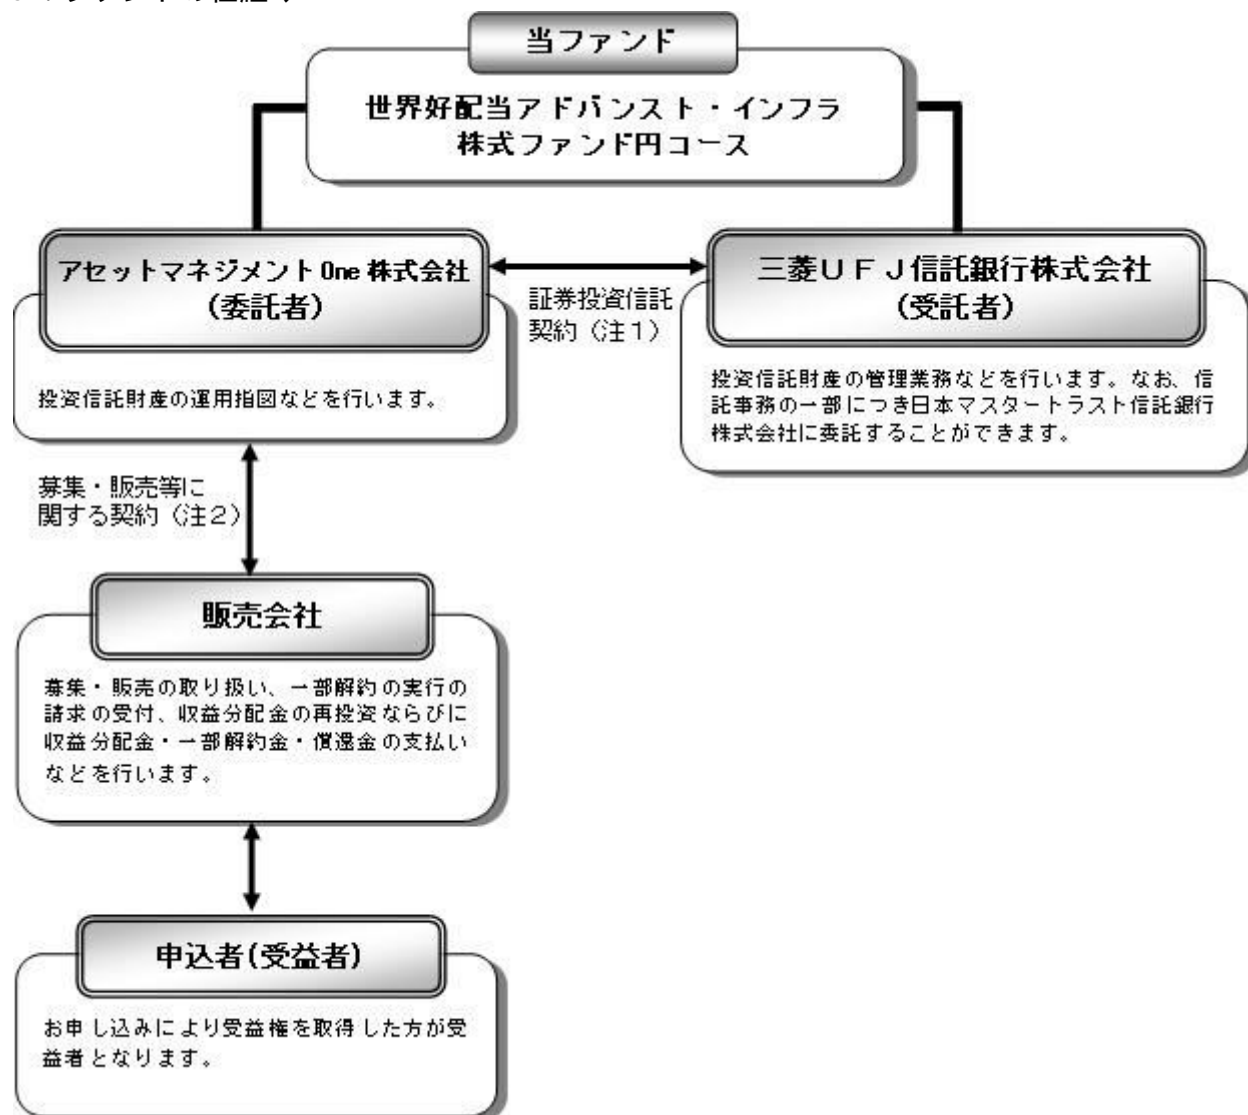 当ファンド
世界好配当アドバンスト・インフラ
株式ファンド円コース
アセットマネジメントOne株式会社
(委託者)
投資信託財産の運用指図などを行います。
証券投資信託
契約（注１）
三菱ＵＦＪ信託銀行株式会社
(受託者)
投資信託財産の管理業務などを行います。なお、信
託事務の一部につき日本マスタートラスト信託銀行
株式会社に委託することができます。
募集・販売等に
関する契約（注２）
販売会社
募集・販売の取り扱い、一部解約の実行の
請求の受付、収益分配金の再投資ならびに
収益分配金・一部解約金・償還金の支払い
などを行います。
申込者(受益者)
お申し込みにより受益権を取得した方が受
益者となります。